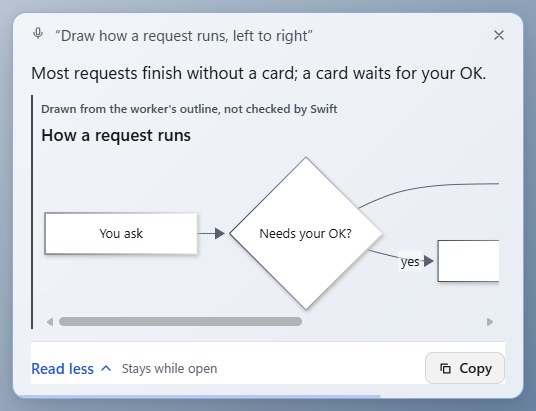 “Draw how a request runs, left to right”
Most requests finish without a card; a card waits for your OK.
Drawn from the worker's outline, not checked by Swift
How a request runs
You ask
Needs your OK?
yes
Read less
Stays while open
Copy